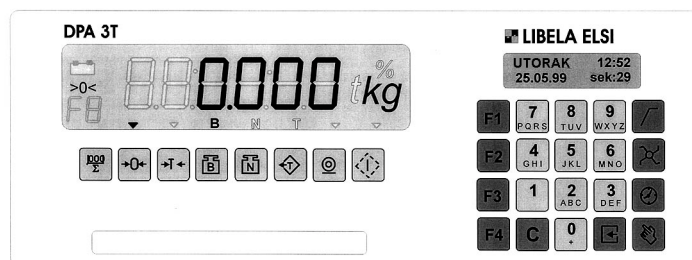 DPA 3T
LIBELA ELSI
%
>0<
F8
88 0.000 t kg
B N T
UTORAK 12:52
25.05.99 sek:29
1000 Σ →0← →T← B N T
F1 7 PQRS 8 TUV 9 WXYZ
F2 4 GHI 5 JKL 6 MNO
F3 1 2 ABC 3 DEF
F4 C 0 +